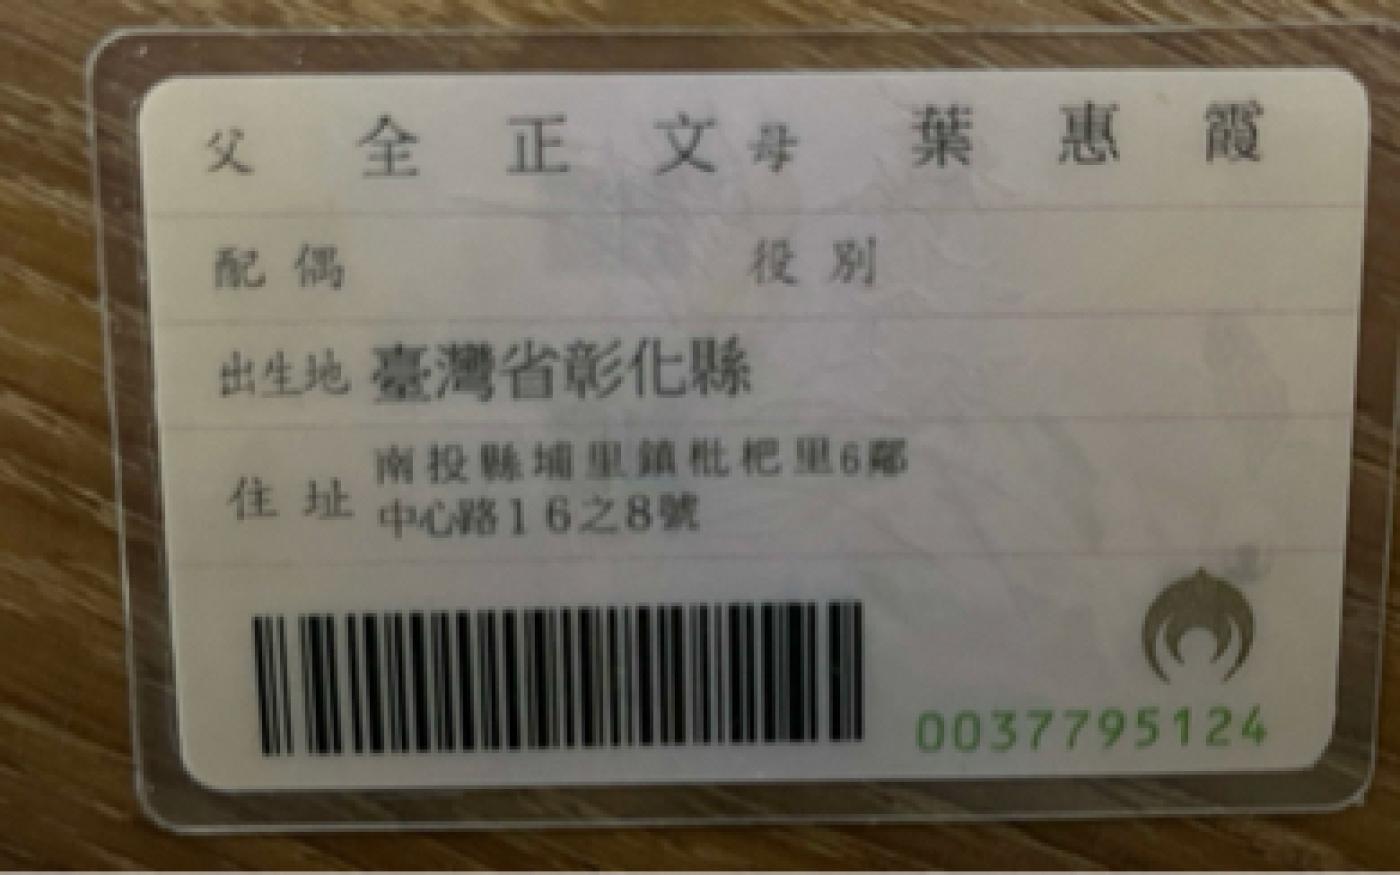 父 全正文 母 葉惠霞
配偶 役別
出生地 臺灣省彰化縣
住址 南投縣埔里鎮枇杷里6鄰
中心路16之8號
0037795124